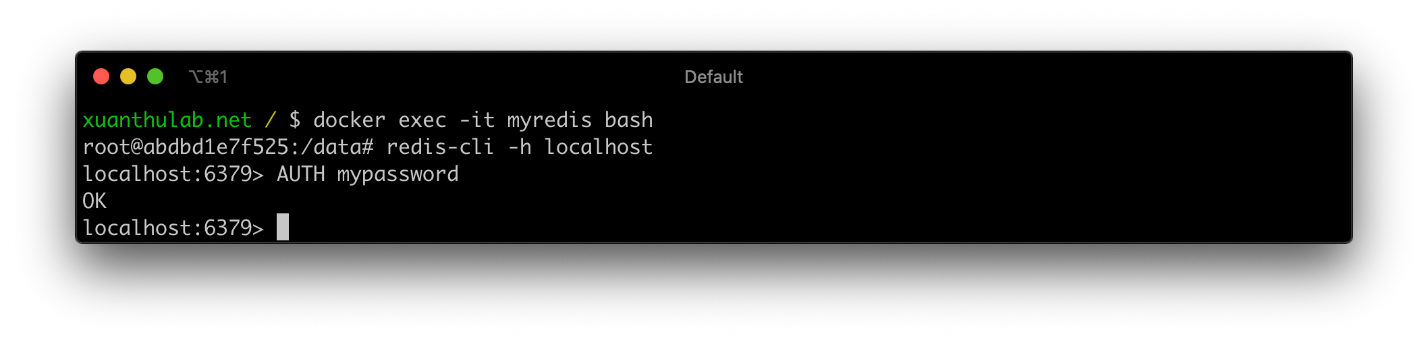 ⌥⌘1
Default
xuanthulab.net / $ docker exec -it myredis bash
root@abdbd1e7f525:/data# redis-cli -h localhost
localhost:6379> AUTH mypassword
OK
localhost:6379>